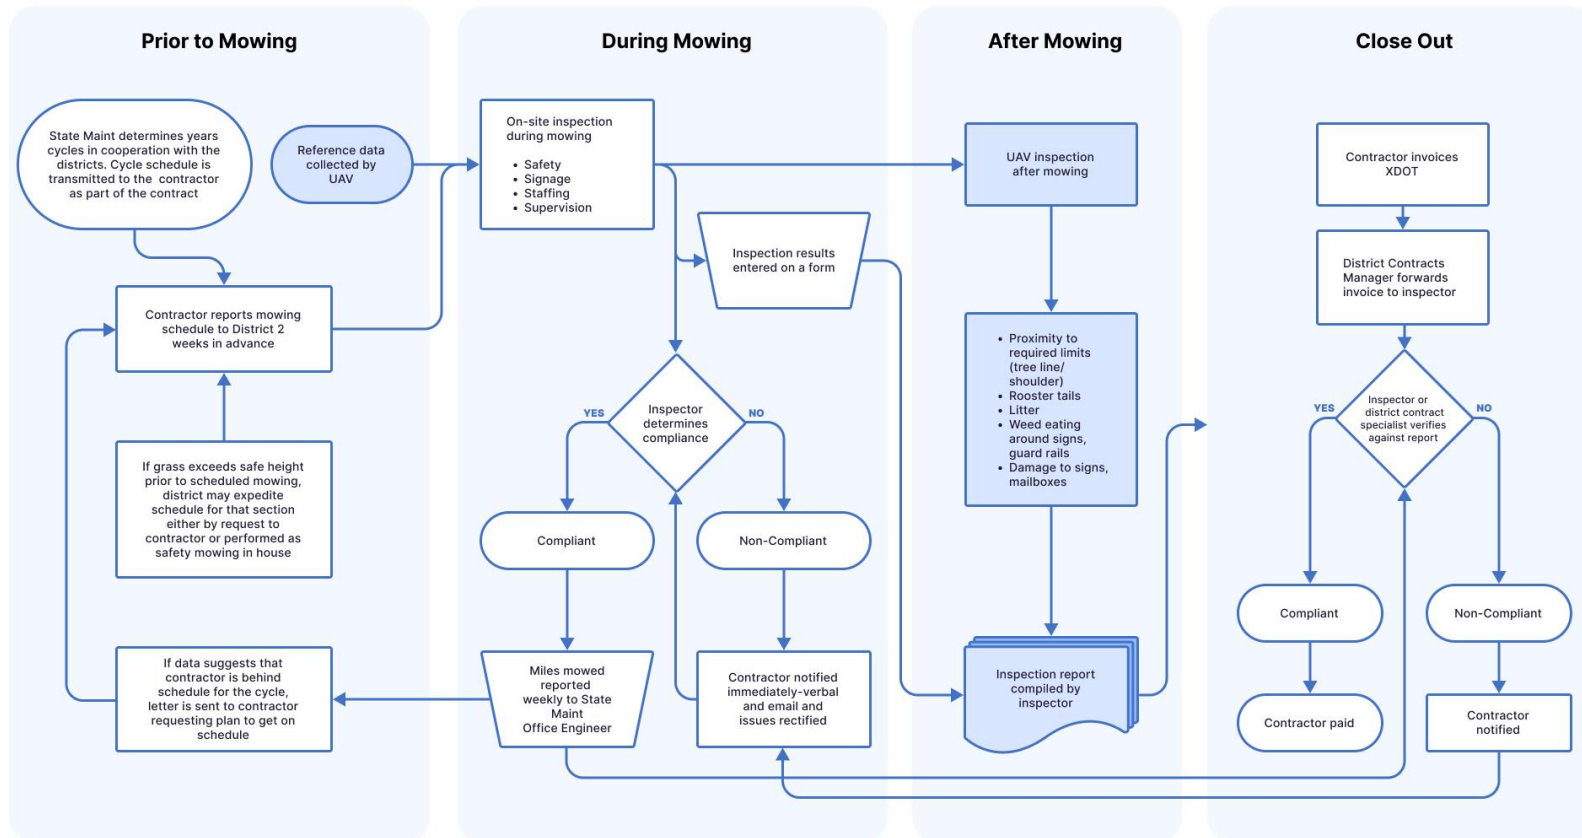 Prior to Mowing
State Maint determines years
cycles in cooperation with the
districts. Cycle schedule is
transmitted to the contractor
as part of the contract
Reference data
collected by
UAV
Contractor reports mowing
schedule to District 2
weeks in advance
If grass exceeds safe height
prior to scheduled mowing,
district may expedite
schedule for that section
either by request to
contractor or performed as
safety mowing in house
If data suggests that
contractor is behind
schedule for the cycle,
letter is sent to contractor
requesting plan to get on
schedule
During Mowing
On-site inspection
during mowing
• Safety
• Signage
• Staffing
• Supervision
Inspection results
entered on a form
Inspector
determines
compliance
YES
NO
Compliant
Non-Compliant
Miles mowed
reported
weekly to State
Maint
Office Engineer
Contractor notified
immediately-verbal
and email and
issues rectified
After Mowing
UAV inspection
after mowing
• Proximity to
required limits
(tree line/
shoulder)
• Rooster tails
• Litter
• Weed eating
around signs,
guard rails
• Damage to signs,
mailboxes
Inspection report
compiled by
inspector
Close Out
Contractor invoices
XDOT
District Contracts
Manager forwards
invoice to inspector
Inspector or
district contract
specialist verifies
against report
YES
NO
Compliant
Non-Compliant
Contractor paid
Contractor
notified